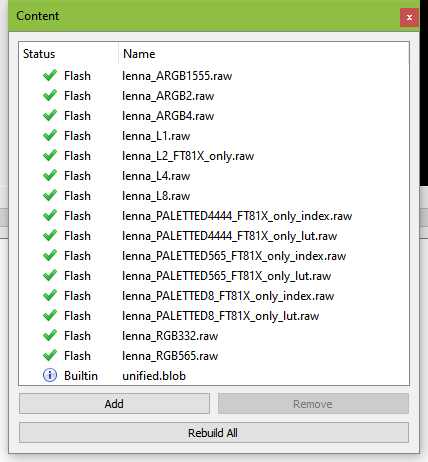 Content
Status Name
Flash lenna_ARGB1555.raw
Flash lenna_ARGB2.raw
Flash lenna_ARGB4.raw
Flash lenna_L1.raw
Flash lenna_L2_FT81X_only.raw
Flash lenna_L4.raw
Flash lenna_L8.raw
Flash lenna_PALETTED4444_FT81X_only_index.raw
Flash lenna_PALETTED4444_FT81X_only_lut.raw
Flash lenna_PALETTED565_FT81X_only_index.raw
Flash lenna_PALETTED565_FT81X_only_lut.raw
Flash lenna_PALETTED8_FT81X_only_index.raw
Flash lenna_PALETTED8_FT81X_only_lut.raw
Flash lenna_RGB332.raw
Flash lenna_RGB565.raw
Builtin unified.blob
Add Remove
Rebuild All